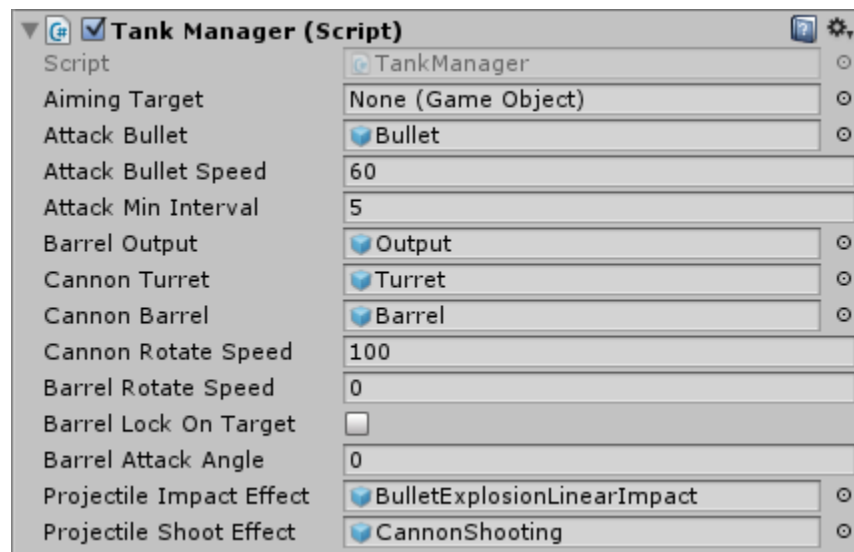 Tank Manager (Script)
Script TankManager
Aiming Target None (Game Object)
Attack Bullet Bullet
Attack Bullet Speed 60
Attack Min Interval 5
Barrel Output Output
Cannon Turret Turret
Cannon Barrel Barrel
Cannon Rotate Speed 100
Barrel Rotate Speed 0
Barrel Lock On Target
Barrel Attack Angle 0
Projectile Impact Effect BulletExplosionLinearImpact
Projectile Shoot Effect CannonShooting